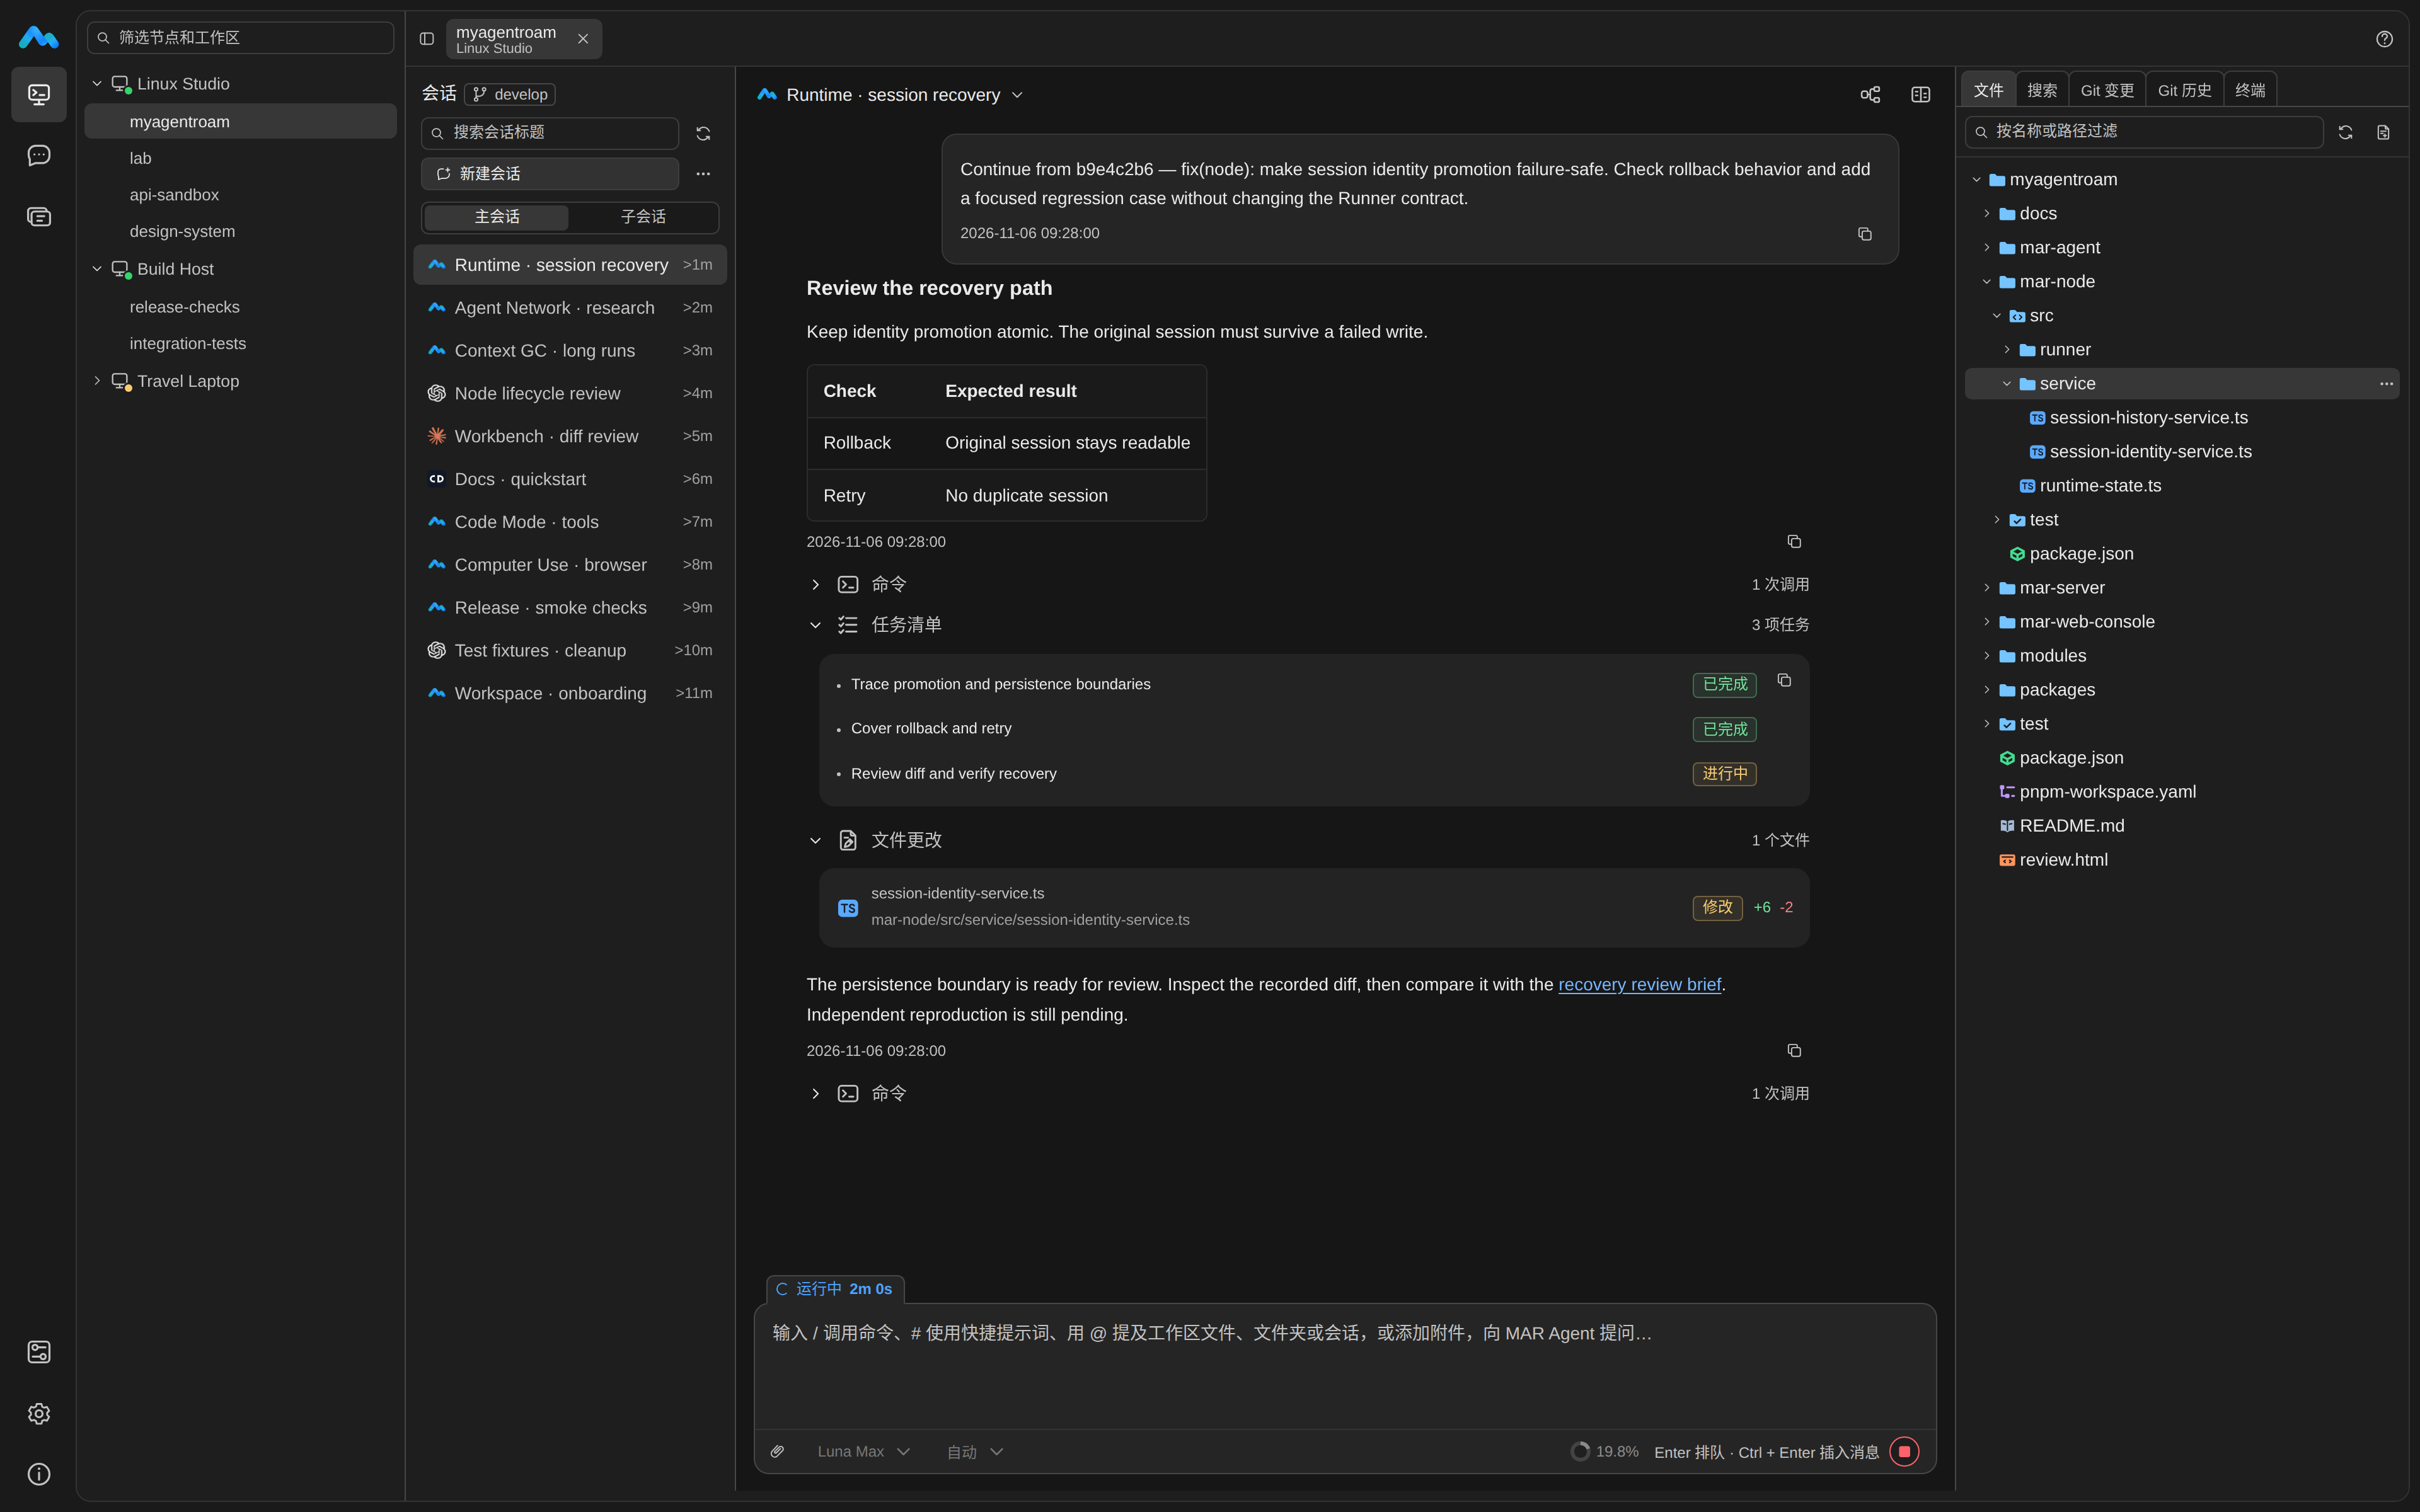 筛选节点和工作区
Linux Studio
myagentroam
lab
api-sandbox
design-system
Build Host
release-checks
integration-tests
Travel Laptop
myagentroam
Linux Studio
会话
develop
搜索会话标题
新建会话
主会话 子会话
Runtime · session recovery >1m
Agent Network · research >2m
Context GC · long runs >3m
Node lifecycle review >4m
Workbench · diff review >5m
Docs · quickstart >6m
Code Mode · tools >7m
Computer Use · browser >8m
Release · smoke checks >9m
Test fixtures · cleanup >10m
Workspace · onboarding >11m
Runtime · session recovery
Continue from b9e4c2b6 — fix(node): make session identity promotion failure-safe. Check rollback behavior and add
a focused regression case without changing the Runner contract.
2026-11-06 09:28:00
Review the recovery path
Keep identity promotion atomic. The original session must survive a failed write.
Check Expected result
Rollback Original session stays readable
Retry No duplicate session
2026-11-06 09:28:00
命令 1 次调用
任务清单 3 项任务
• Trace promotion and persistence boundaries 已完成
• Cover rollback and retry 已完成
• Review diff and verify recovery 进行中
文件更改 1 个文件
TS
session-identity-service.ts
mar-node/src/service/session-identity-service.ts
修改 +6 -2
The persistence boundary is ready for review. Inspect the recorded diff, then compare it with the recovery review brief.
Independent reproduction is still pending.
2026-11-06 09:28:00
命令 1 次调用
运行中 2m 0s
输入 / 调用命令、# 使用快捷提示词、用 @ 提及工作区文件、文件夹或会话，或添加附件，向 MAR Agent 提问…
Luna Max 自动 19.8% Enter 排队 · Ctrl + Enter 插入消息
文件 搜索 Git 变更 Git 历史 终端
按名称或路径过滤
myagentroam
docs
mar-agent
mar-node
src
runner
service
TS session-history-service.ts
TS session-identity-service.ts
TS runtime-state.ts
test
package.json
mar-server
mar-web-console
modules
packages
test
package.json
pnpm-workspace.yaml
README.md
review.html